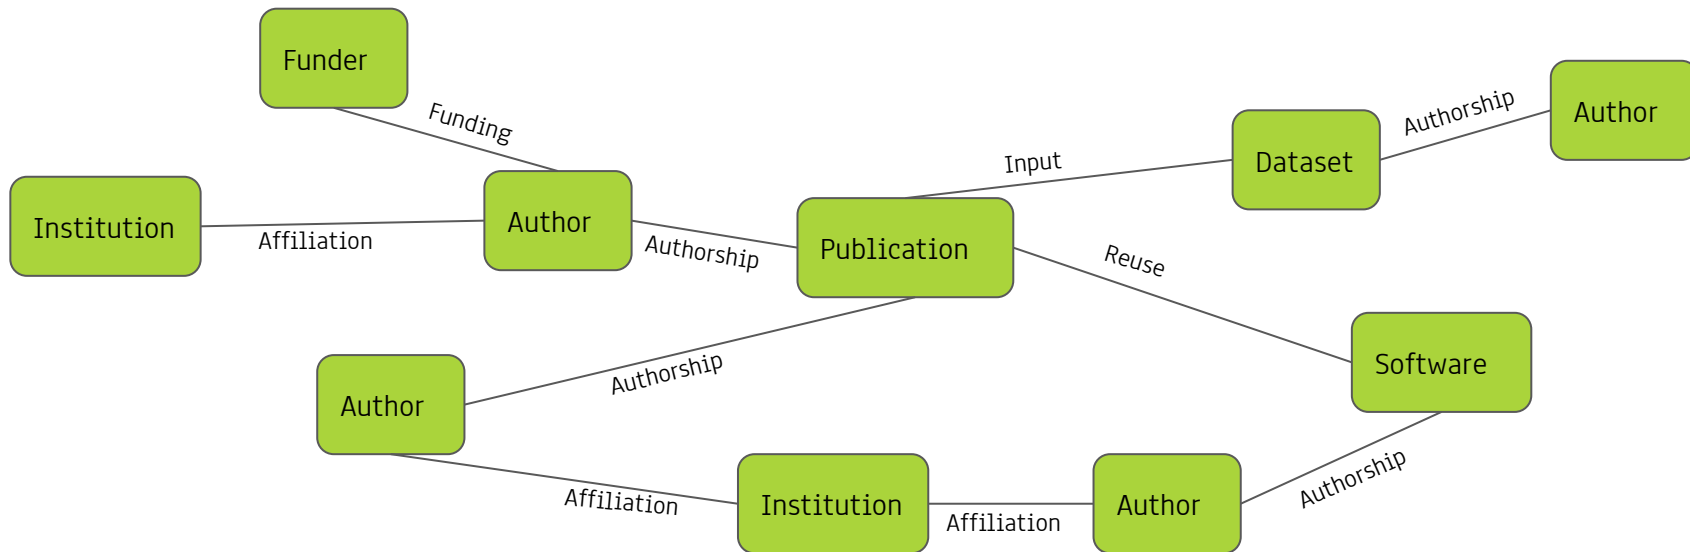 Funder
Funding
Authorship
Author
Input
Dataset
Institution
Affiliation
Author
Authorship
Publication
Reuse
Software
Author
Authorship
Affiliation
Institution
Affiliation
Author
Authorship